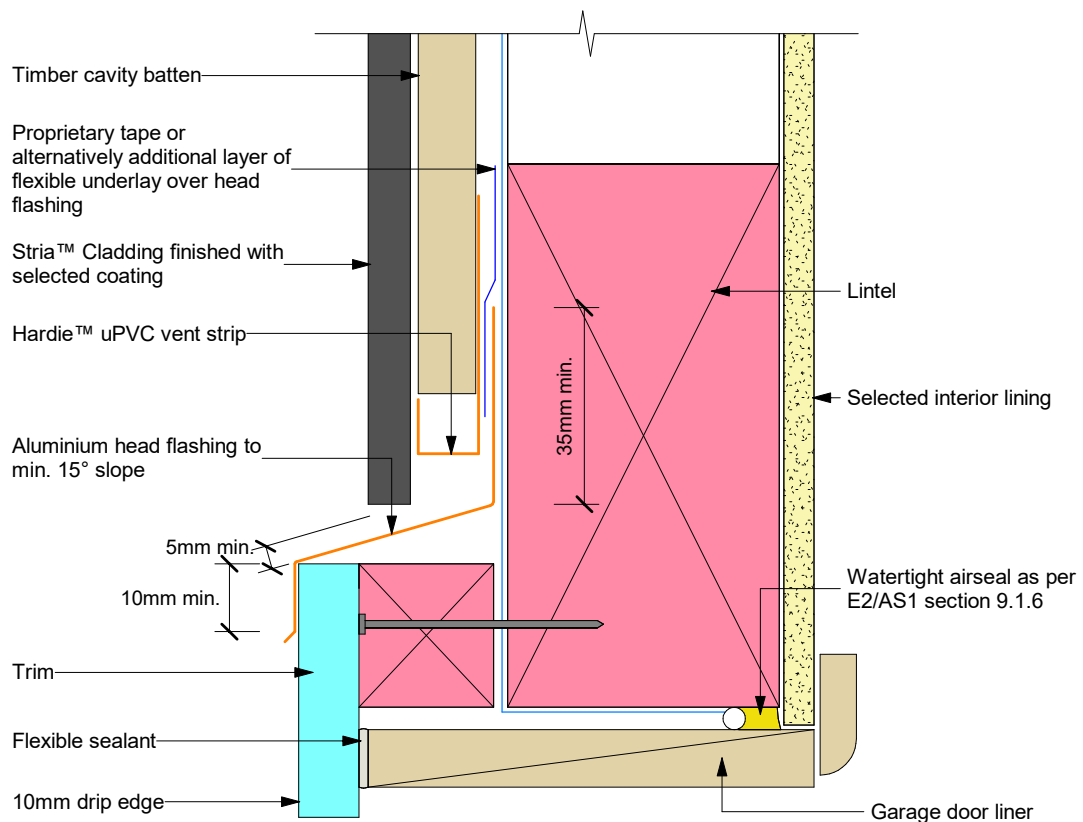 Timber cavity batten
Proprietary tape or
alternatively additional layer of
flexible underlay over head
flashing
Stria™ Cladding finished with
selected coating
Hardie™ uPVC vent strip
Aluminium head flashing to
min. 15° slope
5mm min.
10mm min.
Trim
Flexible sealant
10mm drip edge
35mm min.
Lintel
Selected interior lining
Watertight airseal as per
E2/AS1 section 9.1.6
Garage door liner